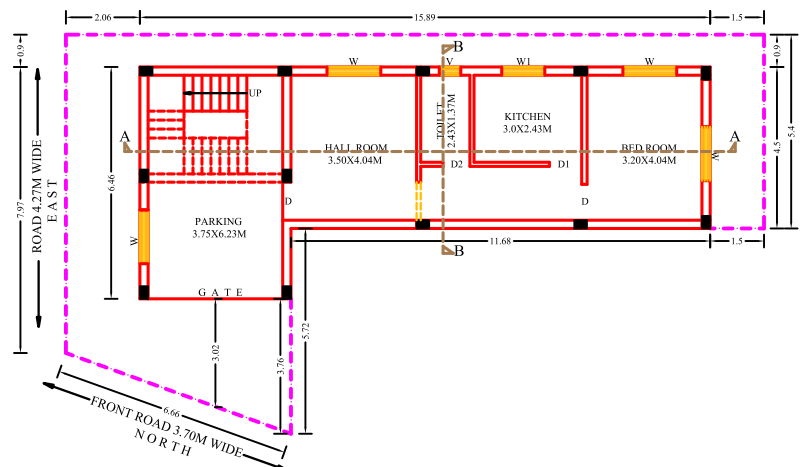 2.06
15.89
1.5
0.9
B
0.9
W
V
W1
W
UP
KITCHEN
3.0X2.43M
TOILET
2.43X1.37M
A
HALL ROOM
3.50X4.04M
BED ROOM
3.20X4.04M
A
W
4.5
5.4
D2
D1
6.46
7.97
ROAD 4.27M WIDE
EAST
D
D
PARKING
3.75X6.23M
W
B
11.68
1.5
GATE
3.02
3.76
5.72
6.66
FRONT ROAD 3.70M WIDE
NORTH